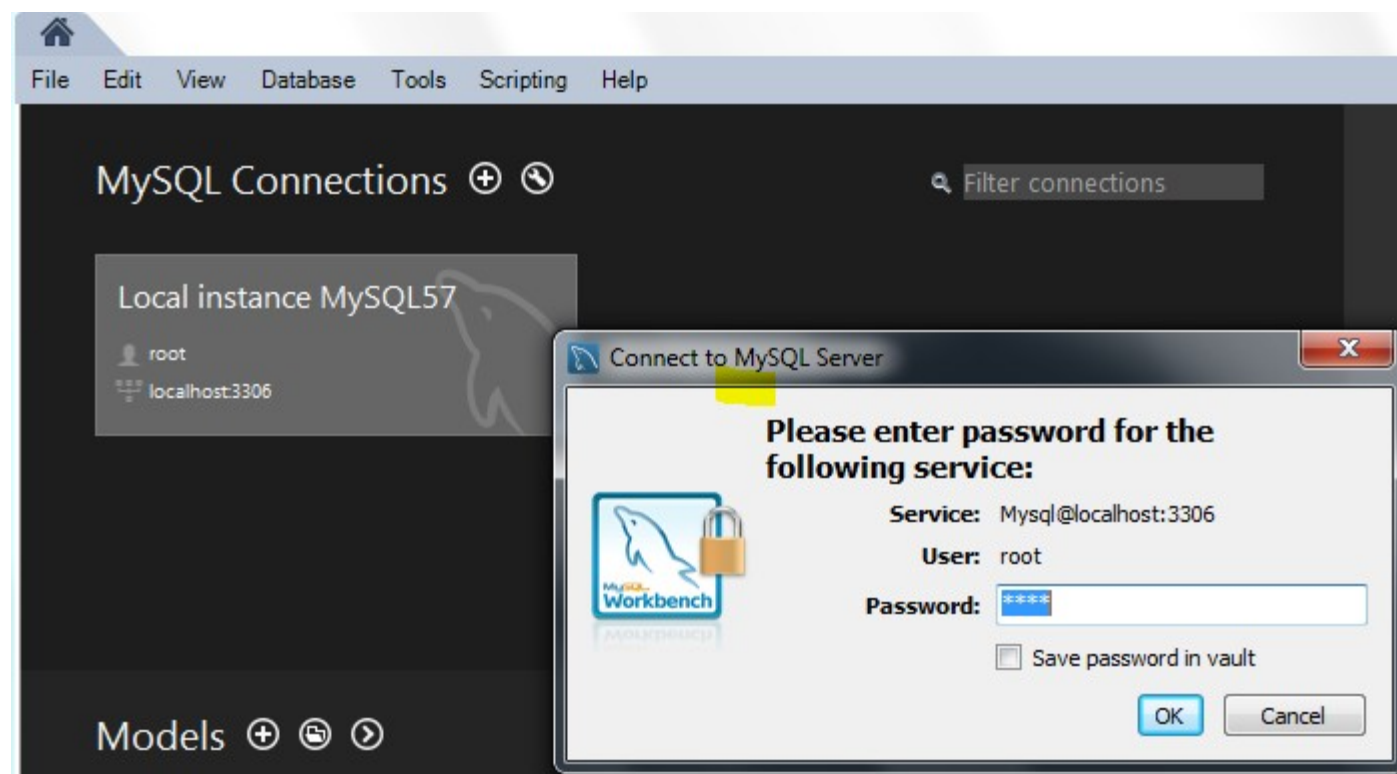 File Edit View Database Tools Scripting Help
MySQL Connections
Filter connections
Local instance MySQL57
root
localhost:3306
Connect to MySQL Server
Please enter password for the
following service:
Service: Mysql@localhost:3306
User: root
Password: ****
MySQL
Workbench
Save password in vault
OK Cancel
Models